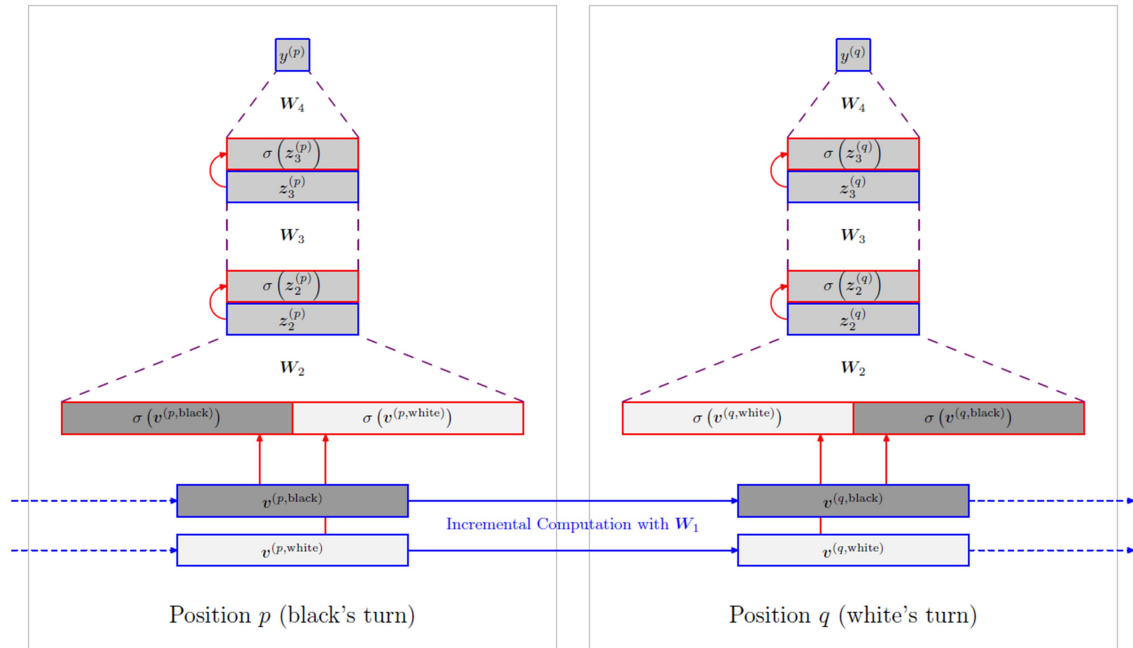 y^(p)
W_4
σ(z_3^(p))
z_3^(p)
W_3
σ(z_2^(p))
z_2^(p)
W_2
σ(v^(p,black)) σ(v^(p,white))
v^(p,black)
v^(p,white)
Position p (black's turn)
Incremental Computation with W_1
y^(q)
W_4
σ(z_3^(q))
z_3^(q)
W_3
σ(z_2^(q))
z_2^(q)
W_2
σ(v^(q,white)) σ(v^(q,black))
v^(q,black)
v^(q,white)
Position q (white's turn)